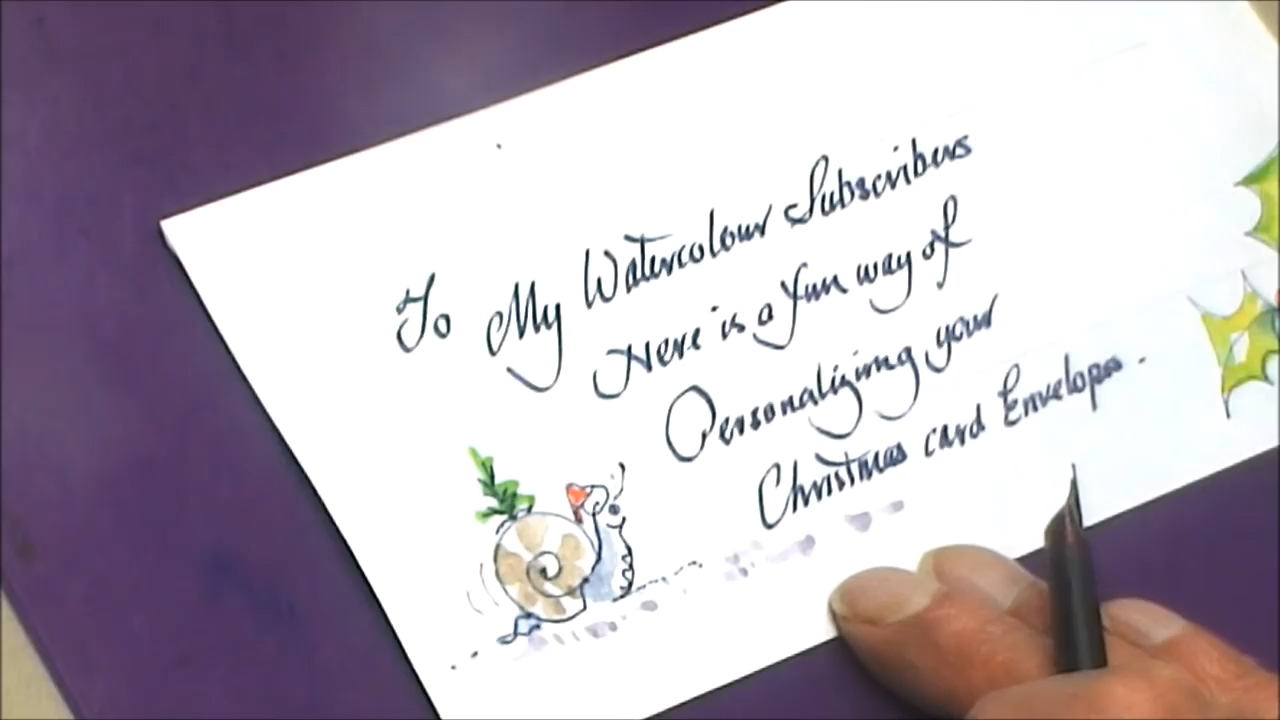 To My Watercolour Subscribers
Here is a fun way of
Personalizing your
Christmas card Envelopes.